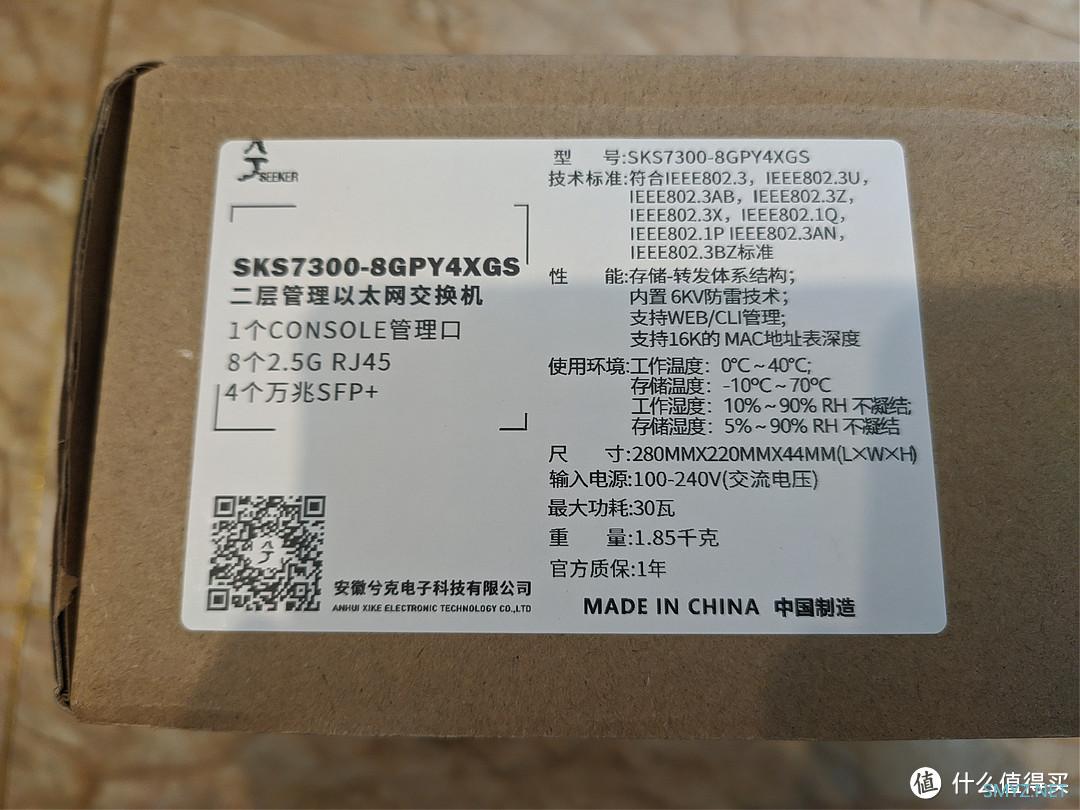 兮 SEEKER
SKS7300-8GPY4XGS
二层管理以太网交换机
1个CONSOLE管理口
8个2.5G RJ45
4个万兆SFP+
安徽兮克电子科技有限公司
ANHUI XIKE ELECTRONIC TECHNOLOGY CO.,LTD
型 号:SKS7300-8GPY4XGS
技术标准:符合IEEE802.3，IEEE802.3U，
IEEE802.3AB，IEEE802.3Z，
IEEE802.3X，IEEE802.1Q，
IEEE802.1P IEEE802.3AN，
IEEE802.3BZ标准
性 能:存储-转发体系结构；
内置 6KV防雷技术；
支持WEB/CLI管理;
支持16K的 MAC地址表深度
使用环境:工作温度：0℃～40℃;
存储温度：-10℃～70℃
工作湿度：10%～90% RH 不凝结;
存储湿度：5%～90% RH 不凝结
尺 寸:280MMX220MMX44MM(L×W×H)
输入电源:100-240V(交流电压)
最大功耗:30瓦
重 量:1.85千克
官方质保:1年
MADE IN CHINA 中国制造
值 什么值得买
SMYZ.NET